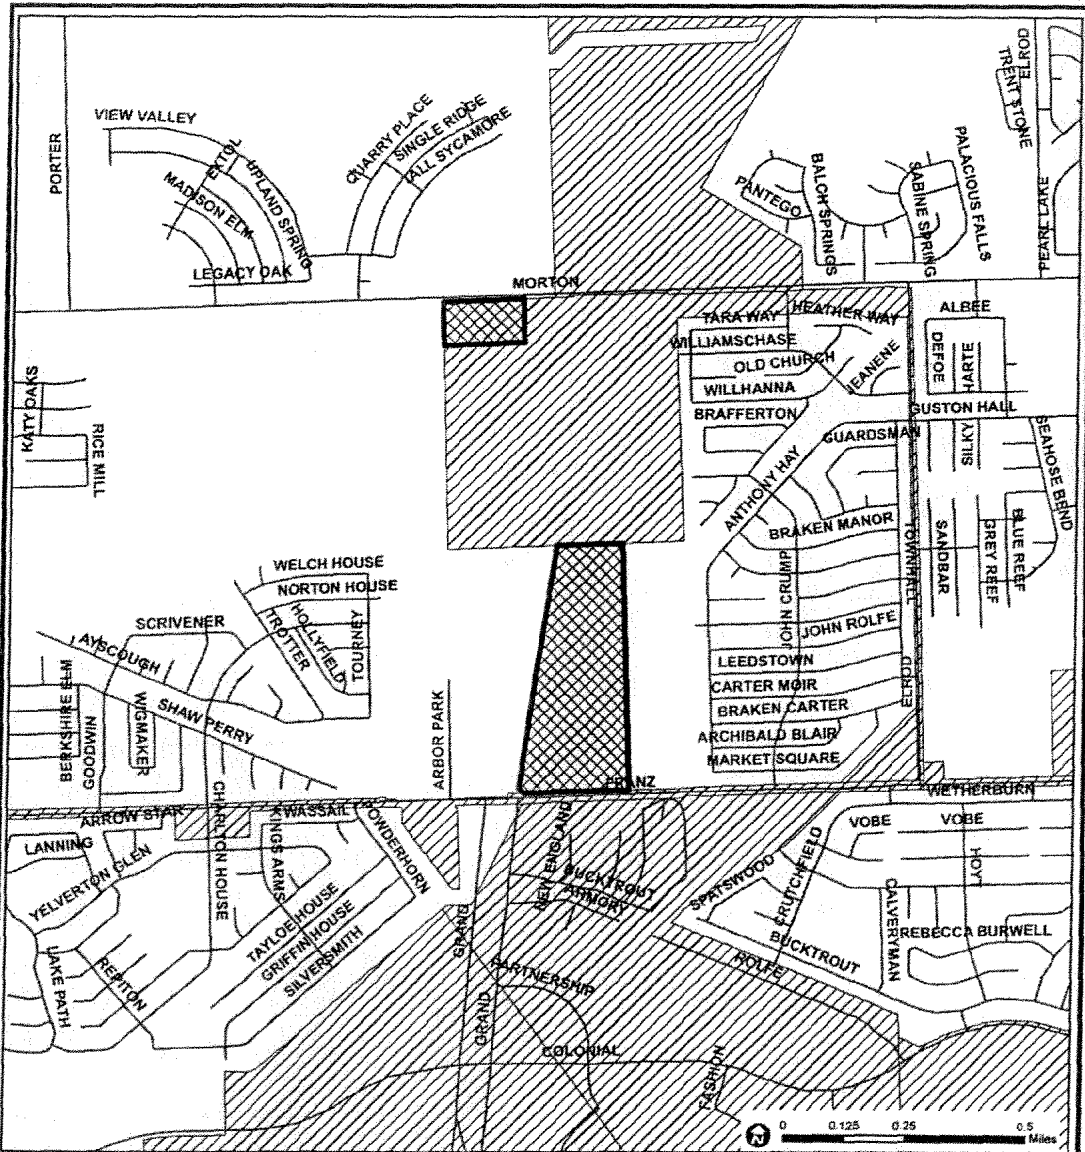 PORTER
VIEW VALLEY
EXTOL
UPLAND SPRING
MADISON ELM
LEGACY OAK
QUARRY PLACE
SINGLE RIDGE
TALL SYCAMORE
MORTON
PANTEGO
BALCH SPRINGS
SABINE SPRING
PALACIOUS FALLS
TRENT STONE
ELROD
PEARL LAKE
TARA WAY
HEATHER WAY
WILLIAMSCHASE
OLD CHURCH
JEANENE
WILLHANNA
BRAFFERTON
GUARDSMAN
ANTHONY HAY
ALBEE
DEFOE
HARTE
GUSTON HALL
SILKY
SEAHOSE BEND
KATY OAKS
RICE MILL
BRAKEN MANOR
TOWNHALL
SANDBAR
GREY REEF
BLUE REEF
JOHN CRUMP
JOHN ROLFE
LEEDSTOWN
CARTER MOIR
BRAKEN CARTER
ARCHIBALD BLAIR
MARKET SQUARE
ELROD
WELCH HOUSE
NORTON HOUSE
HOLLYFIELD
TROTTER
TOURNEY
SCRIVENER
AYSCOUGH
SHAW PERRY
BERKSHIRE ELM
GOODWIN
WIGMAKER
ARBOR PARK
FRANZ
CHARLTON HOUSE
ARROW STAR
LANNING
YELVERTON GLEN
KINGS ARMS
WASSAIL
POWDERHORN
TAYLOE HOUSE
GRIFFIN HOUSE
SILVERSMITH
JAKE PATH
REPITON
NEW ENGLAND
BUCKTROUT
ARMORY
GRAND
GRAND
PARTNERSHIP
COLONIAL
FASHION
WETHERBURN
VOBE
VOBE
HOYT
CRUTCHFIELD
SPATSWOOD
BUCKTROUT
ROLFE
CALVERYMAN
REBECCA BURWELL
N
0 0.125 0.25 0.5
Miles